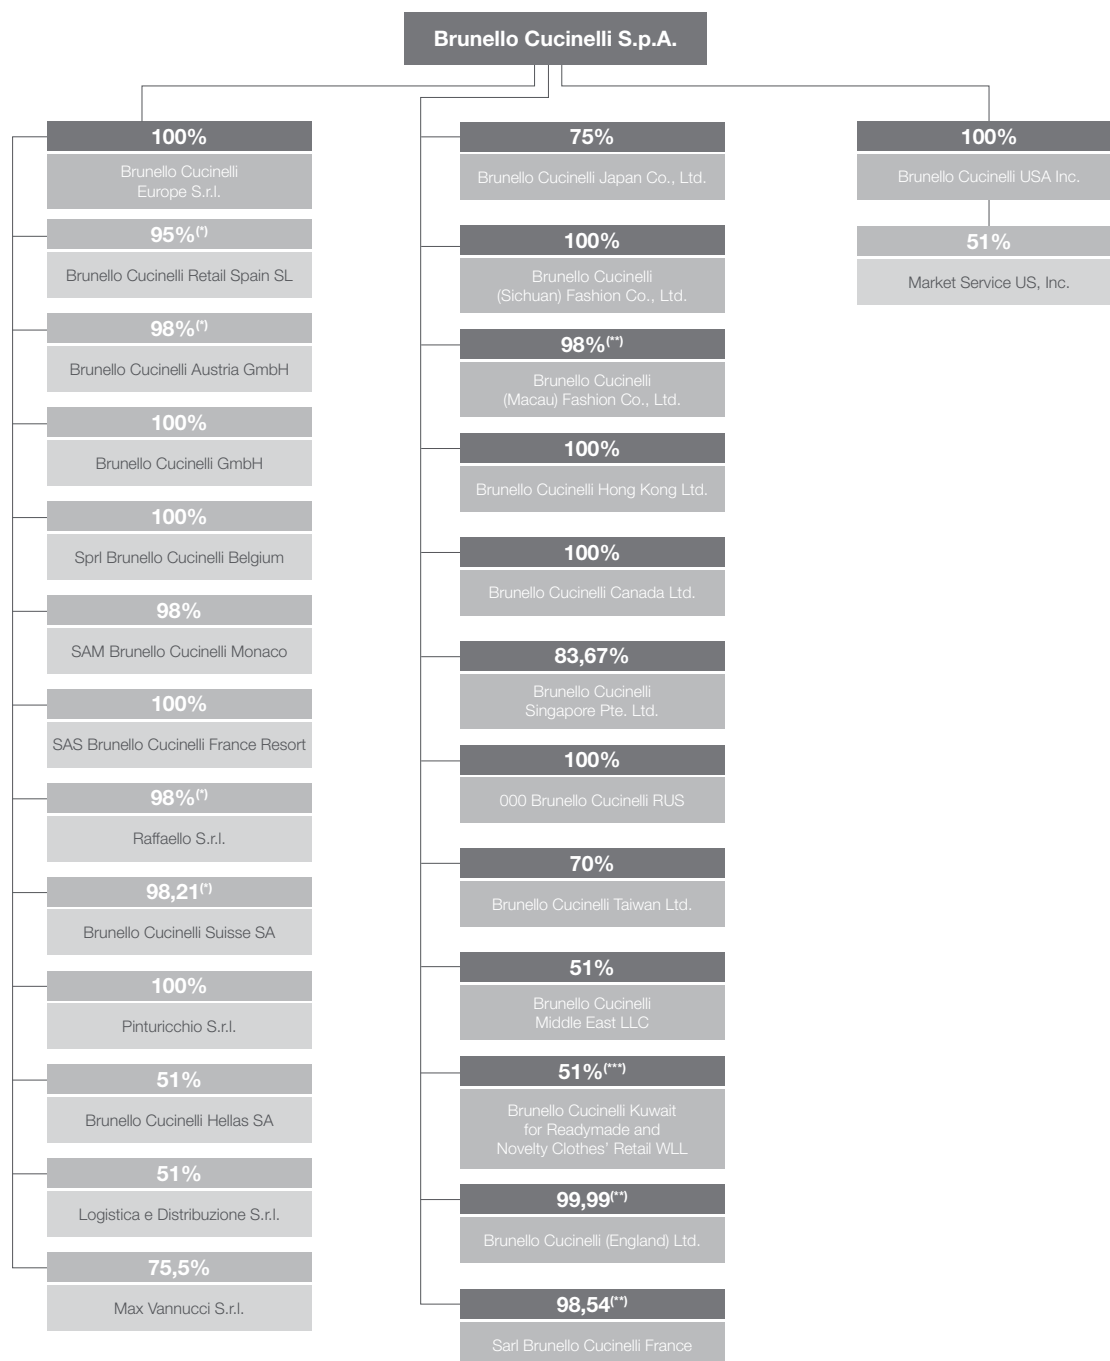 Brunello Cucinelli S.p.A.
100%
Brunello Cucinelli
Europe S.r.l.
95%(*)
Brunello Cucinelli Retail Spain SL
98%(*)
Brunello Cucinelli Austria GmbH
100%
Brunello Cucinelli GmbH
100%
Sprl Brunello Cucinelli Belgium
98%
SAM Brunello Cucinelli Monaco
100%
SAS Brunello Cucinelli France Resort
98%(*)
Raffaello S.r.l.
98,21(*)
Brunello Cucinelli Suisse SA
100%
Pinturicchio S.r.l.
51%
Brunello Cucinelli Hellas SA
51%
Logistica e Distribuzione S.r.l.
75,5%
Max Vannucci S.r.l.
75%
Brunello Cucinelli Japan Co., Ltd.
100%
Brunello Cucinelli
(Sichuan) Fashion Co., Ltd.
98%(**)
Brunello Cucinelli
(Macau) Fashion Co., Ltd.
100%
Brunello Cucinelli Hong Kong Ltd.
100%
Brunello Cucinelli Canada Ltd.
83,67%
Brunello Cucinelli
Singapore Pte. Ltd.
100%
000 Brunello Cucinelli RUS
70%
Brunello Cucinelli Taiwan Ltd.
51%
Brunello Cucinelli
Middle East LLC
51%(***)
Brunello Cucinelli Kuwait
for Readymade and
Novelty Clothes’ Retail WLL
99,99(**)
Brunello Cucinelli (England) Ltd.
98,54(**)
Sarl Brunello Cucinelli France
100%
Brunello Cucinelli USA Inc.
51%
Market Service US, Inc.